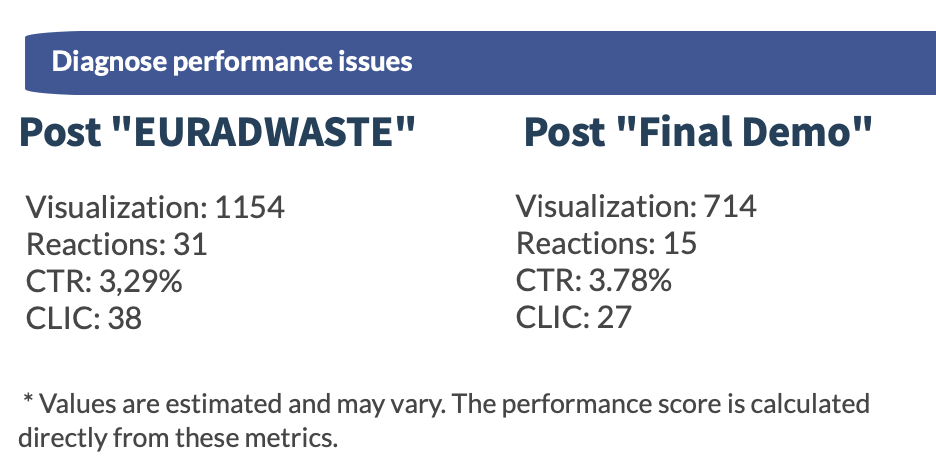 Diagnose performance issues
Post "EURADWASTE"
Visualization: 1154
Reactions: 31
CTR: 3,29%
CLIC: 38
Post "Final Demo"
Visualization: 714
Reactions: 15
CTR: 3.78%
CLIC: 27
* Values are estimated and may vary. The performance score is calculated
directly from these metrics.